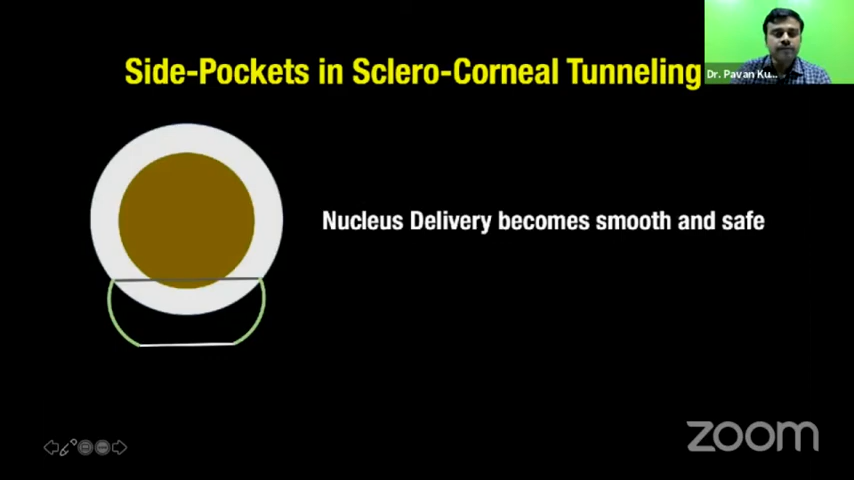 Side-Pockets in Sclero-Corneal Tunneling
Dr. Pavan Ku...
Nucleus Delivery becomes smooth and safe
zoom